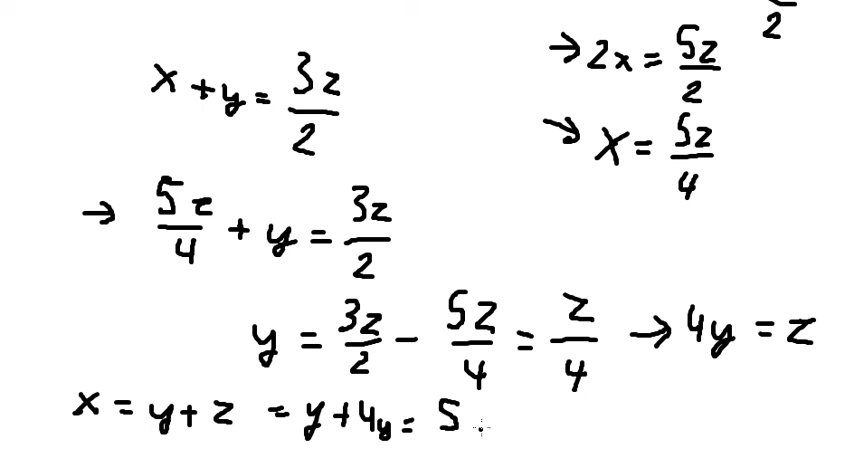 2
x + y = 3z/2
→ 2x = 5z/2
→ x = 5z/4
→ 5z/4 + y = 3z/2
y = 3z/2 - 5z/4 = z/4 → 4y = z
x = y + z = y + 4y = 5